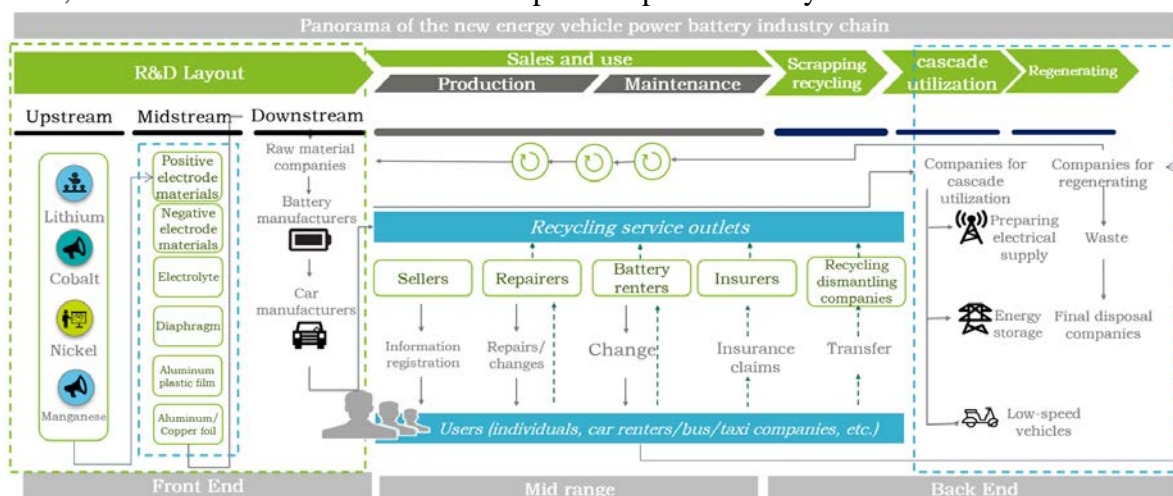 Panorama of the new energy vehicle power battery industry chain
R&D Layout
Sales and use
Production
Maintenance
Scrapping
recycling
cascade
utilization
Regenerating
Upstream
Midstream
Downstream
Lithium
Cobalt
Nickel
Manganese
Positive
electrode
materials
Negative
electrode
materials
Electrolyte
Diaphragm
Aluminum
plastic film
Aluminum/
Copper foil
Raw material
companies
Battery
manufacturers
Car
manufacturers
Recycling service outlets
Sellers
Repairers
Battery
renters
Insurers
Recycling
dismantling
companies
Information
registration
Repairs/
changes
Change
Insurance
claims
Transfer
Users (individuals, car renters/bus/taxi companies, etc.)
Companies for
cascade
utilization
Preparing
electrical
supply
Energy
storage
Low-speed
vehicles
Companies for
regenerating
Waste
Final disposal
companies
Front End
Mid range
Back End